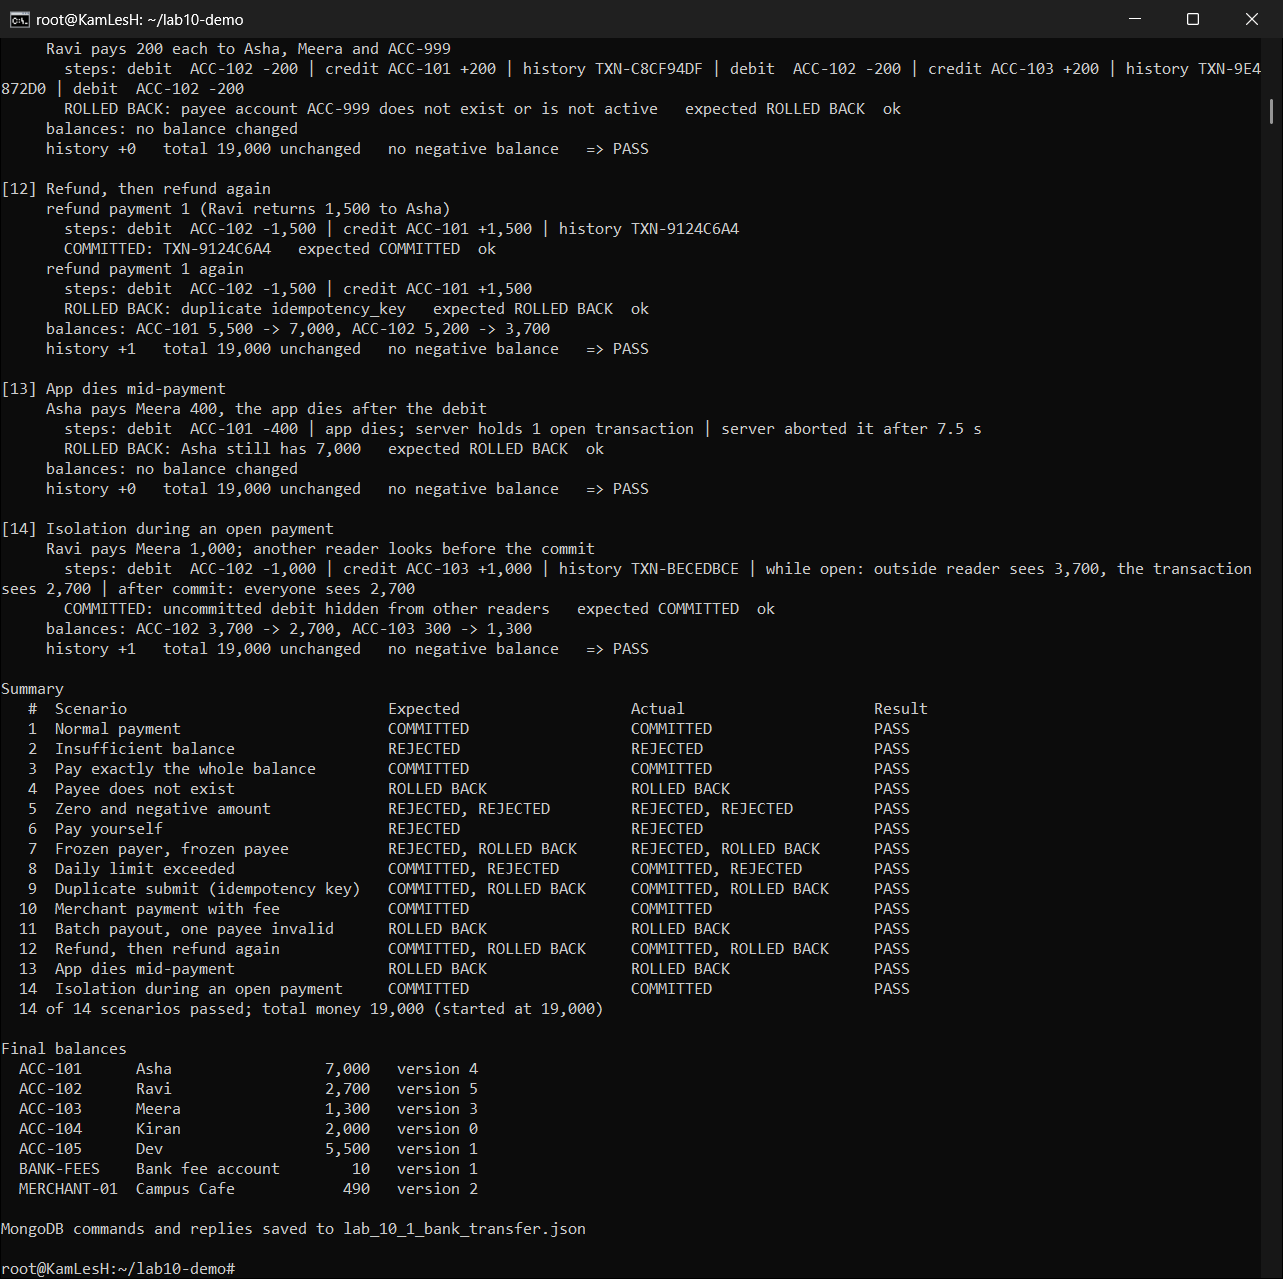 root@KamLesH: ~/lab10-demo
Ravi pays 200 each to Asha, Meera and ACC-999
steps: debit  ACC-102 -200 | credit ACC-101 +200 | history TXN-C8CF94DF | debit  ACC-102 -200 | credit ACC-103 +200 | history TXN-9E4
872D0 | debit  ACC-102 -200
ROLLED BACK: payee account ACC-999 does not exist or is not active   expected ROLLED BACK  ok
balances: no balance changed
history +0   total 19,000 unchanged   no negative balance   => PASS
[12] Refund, then refund again
refund payment 1 (Ravi returns 1,500 to Asha)
steps: debit  ACC-102 -1,500 | credit ACC-101 +1,500 | history TXN-9124C6A4
COMMITTED: TXN-9124C6A4   expected COMMITTED  ok
refund payment 1 again
steps: debit  ACC-102 -1,500 | credit ACC-101 +1,500
ROLLED BACK: duplicate idempotency_key   expected ROLLED BACK  ok
balances: ACC-101 5,500 -> 7,000, ACC-102 5,200 -> 3,700
history +1   total 19,000 unchanged   no negative balance   => PASS
[13] App dies mid-payment
Asha pays Meera 400, the app dies after the debit
steps: debit  ACC-101 -400 | app dies; server holds 1 open transaction | server aborted it after 7.5 s
ROLLED BACK: Asha still has 7,000   expected ROLLED BACK  ok
balances: no balance changed
history +0   total 19,000 unchanged   no negative balance   => PASS
[14] Isolation during an open payment
Ravi pays Meera 1,000; another reader looks before the commit
steps: debit  ACC-102 -1,000 | credit ACC-103 +1,000 | history TXN-BECEDBCE | while open: outside reader sees 3,700, the transaction
sees 2,700 | after commit: everyone sees 2,700
COMMITTED: uncommitted debit hidden from other readers   expected COMMITTED  ok
balances: ACC-102 3,700 -> 2,700, ACC-103 300 -> 1,300
history +1   total 19,000 unchanged   no negative balance   => PASS
Summary
#  Scenario  Expected  Actual  Result
1  Normal payment  COMMITTED  COMMITTED  PASS
2  Insufficient balance  REJECTED  REJECTED  PASS
3  Pay exactly the whole balance  COMMITTED  COMMITTED  PASS
4  Payee does not exist  ROLLED BACK  ROLLED BACK  PASS
5  Zero and negative amount  REJECTED, REJECTED  REJECTED, REJECTED  PASS
6  Pay yourself  REJECTED  REJECTED  PASS
7  Frozen payer, frozen payee  REJECTED, ROLLED BACK  REJECTED, ROLLED BACK  PASS
8  Daily limit exceeded  COMMITTED, REJECTED  COMMITTED, REJECTED  PASS
9  Duplicate submit (idempotency key)  COMMITTED, ROLLED BACK  COMMITTED, ROLLED BACK  PASS
10  Merchant payment with fee  COMMITTED  COMMITTED  PASS
11  Batch payout, one payee invalid  ROLLED BACK  ROLLED BACK  PASS
12  Refund, then refund again  COMMITTED, ROLLED BACK  COMMITTED, ROLLED BACK  PASS
13  App dies mid-payment  ROLLED BACK  ROLLED BACK  PASS
14  Isolation during an open payment  COMMITTED  COMMITTED  PASS
14 of 14 scenarios passed; total money 19,000 (started at 19,000)
Final balances
ACC-101  Asha  7,000  version 4
ACC-102  Ravi  2,700  version 5
ACC-103  Meera  1,300  version 3
ACC-104  Kiran  2,000  version 0
ACC-105  Dev  5,500  version 1
BANK-FEES  Bank fee account  10  version 1
MERCHANT-01  Campus Cafe  490  version 2
MongoDB commands and replies saved to lab_10_1_bank_transfer.json
root@KamLesH:~/lab10-demo#